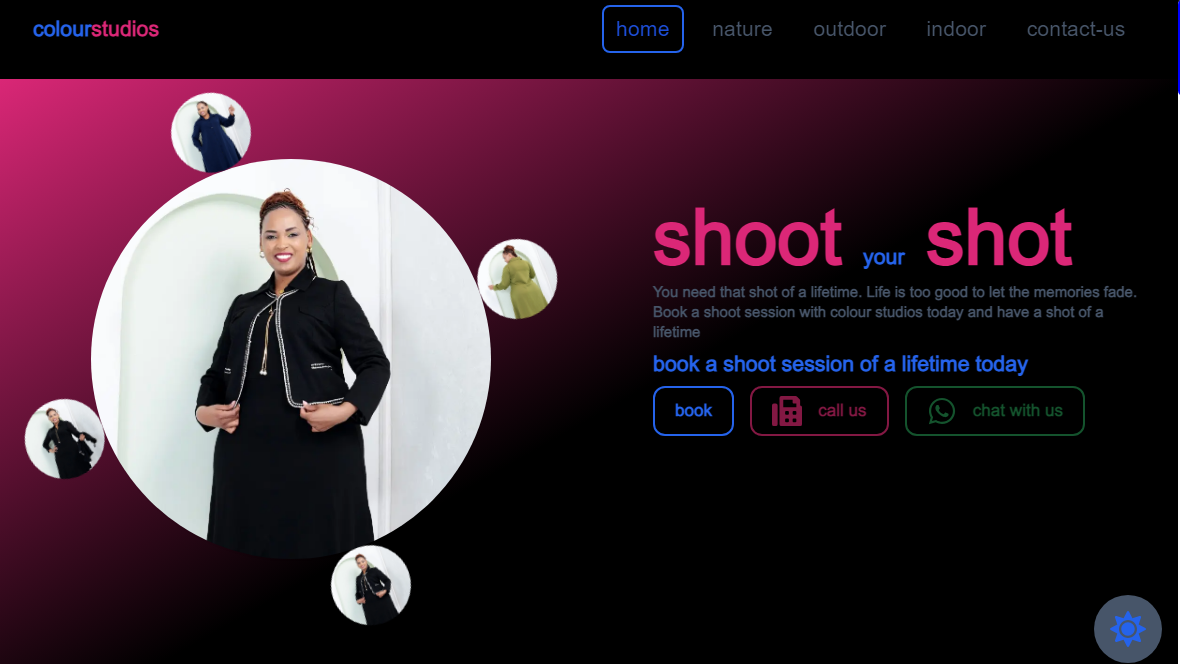 colourstudios
home nature outdoor indoor contact-us
shoot your shot
You need that shot of a lifetime. Life is too good to let the memories fade.
Book a shoot session with colour studios today and have a shot of a
lifetime
book a shoot session of a lifetime today
book call us chat with us